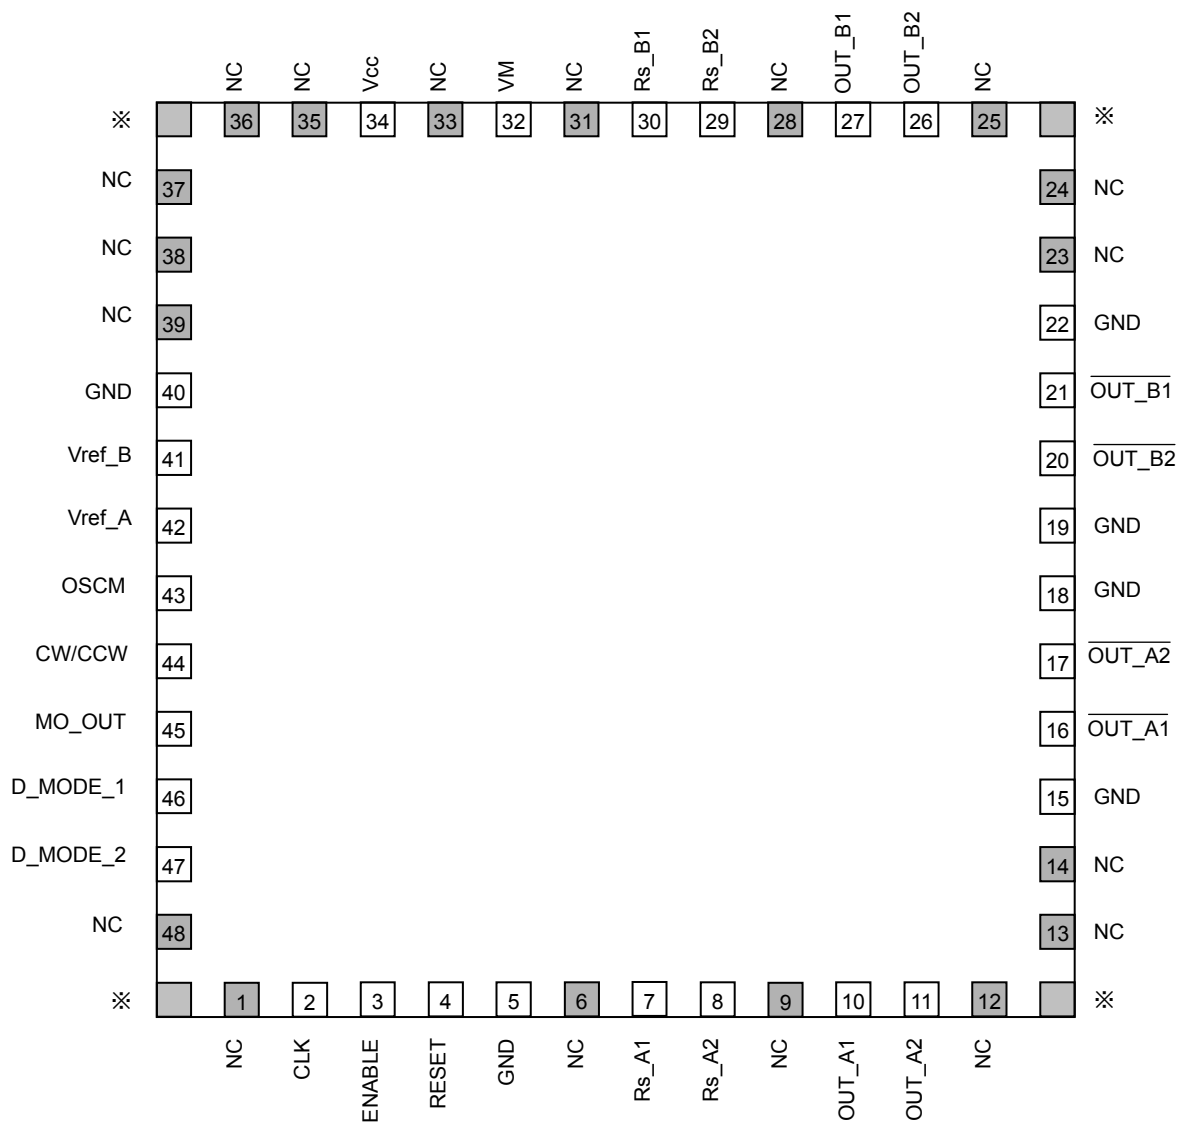 NC NC Vcc NC VM NC Rs_B1 Rs_B2 NC OUT_B1 OUT_B2 NC
※ 36 35 34 33 32 31 30 29 28 27 26 25 ※
NC 37 24 NC
NC 38 23 NC
NC 39 22 GND
GND 40 21 OUT_B1
Vref_B 41 20 OUT_B2
Vref_A 42 19 GND
OSCM 43 18 GND
CW/CCW 44 17 OUT_A2
MO_OUT 45 16 OUT_A1
D_MODE_1 46 15 GND
D_MODE_2 47 14 NC
NC 48 13 NC
※ 1 2 3 4 5 6 7 8 9 10 11 12 ※
NC CLK ENABLE RESET GND NC Rs_A1 Rs_A2 NC OUT_A1 OUT_A2 NC